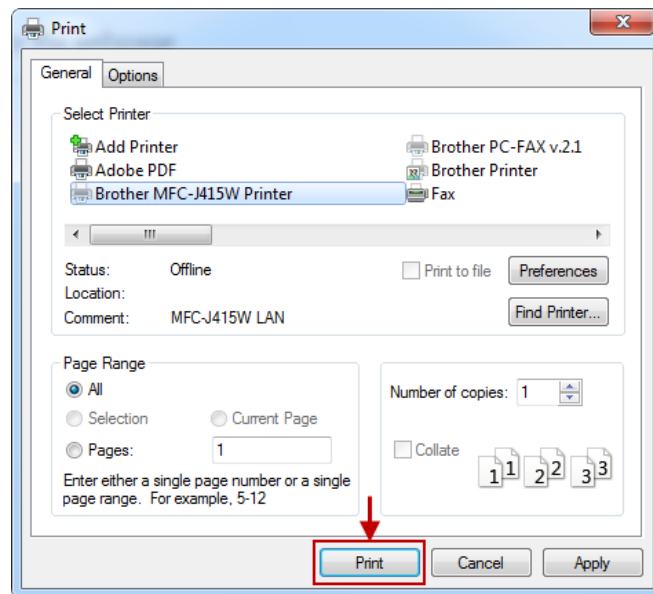 Print
General Options
Select Printer
Add Printer
Brother PC-FAX v.2.1
Adobe PDF
Brother Printer
Brother MFC-J415W Printer
Fax
Status: Offline
Print to file
Preferences
Location:
Comment: MFC-J415W LAN
Find Printer...
Page Range
All
Selection
Current Page
Pages: 1
Enter either a single page number or a single
page range. For example, 5-12
Number of copies: 1
Collate
1 1 2 2 3 3
Print Cancel Apply